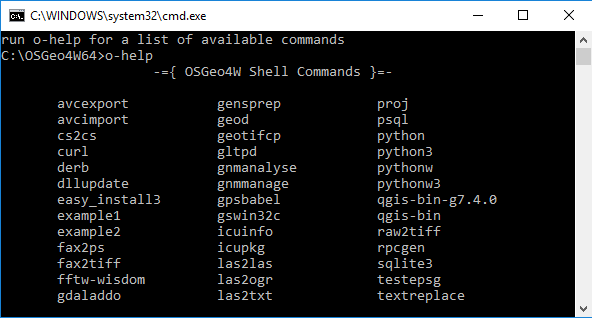 C:\WINDOWS\system32\cmd.exe
run o-help for a list of available commands
C:\OSGeo4W64>o-help
-={ OSGeo4W Shell Commands }=-
avcexport gensprep proj
avcimport geod psql
cs2cs geotifcp python
curl gltpd python3
derb gnmanalyse pythonw
dllupdate gnmmanage pythonw3
easy_install3 gpsbabel qgis-bin-g7.4.0
example1 gswin32c qgis-bin
example2 icuinfo raw2tiff
fax2ps icupkg rpcgen
fax2tiff las2las sqlite3
fftw-wisdom las2ogr testepsg
gdaladdo las2txt textreplace